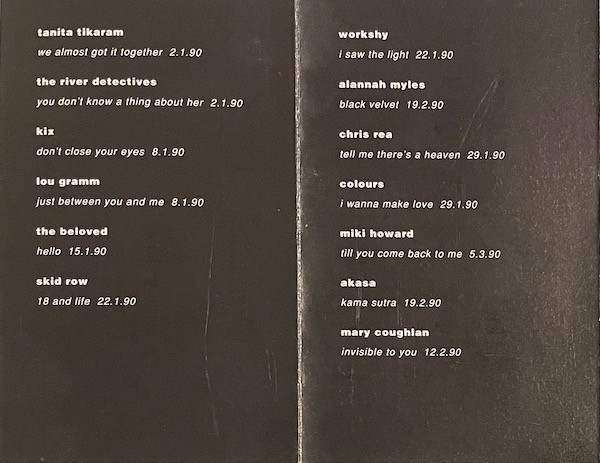 tanita tikaram
we almost got it together 2.1.90
the river detectives
you don't know a thing about her 2.1.90
kix
don't close your eyes 8.1.90
lou gramm
just between you and me 8.1.90
the beloved
hello 15.1.90
skid row
18 and life 22.1.90
workshy
i saw the light 22.1.90
alannah myles
black velvet 19.2.90
chris rea
tell me there's a heaven 29.1.90
colours
i wanna make love 29.1.90
miki howard
till you come back to me 5.3.90
akasa
kama sutra 19.2.90
mary coughlan
invisible to you 12.2.90